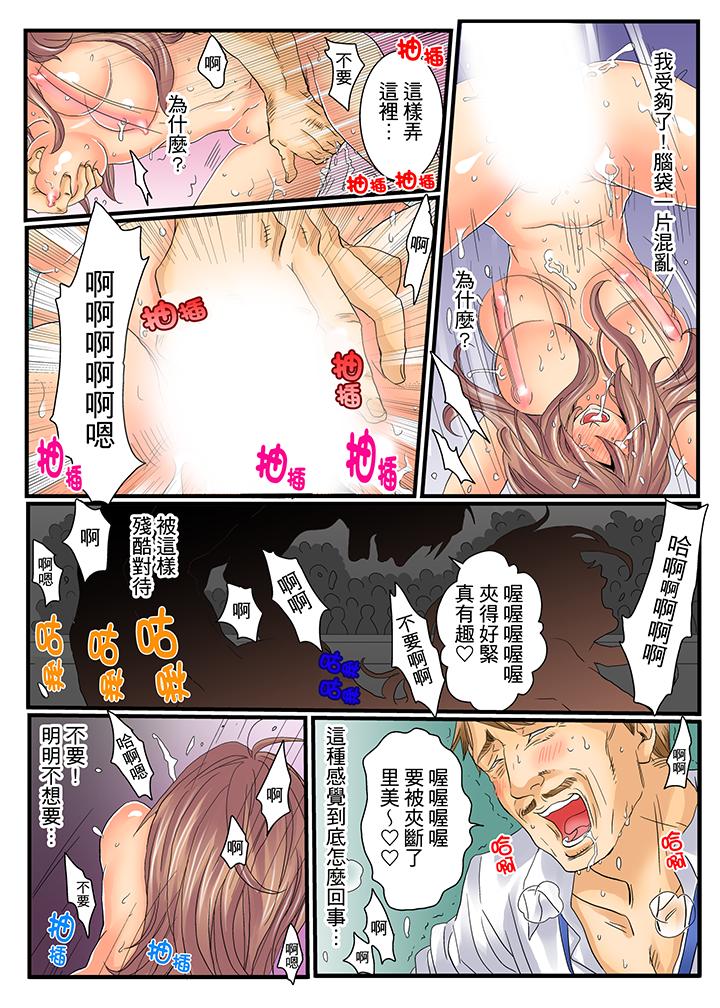 我受夠了！腦袋一片混亂
為什麼？
抽插
這樣弄
這裡…
不要
啊
為什麼？
抽插
抽插
啊
啊啊啊啊啊嗯
抽插
抽插
抽插
抽插
抽插
哈啊啊啊啊啊
喔喔喔喔喔
夾得好緊
真有趣♡
不要啊啊
啊啊
啊
啊
被這樣
殘酷對待
啊嗯
啊
喔喔喔喔
要被夾斷了
里美～♡♡
這種感覺到底怎麼回事…
哈啊
哈啊
啊
啊
哈啊嗯
不要！
明明不想要…
啊
啊
不要
啊嗯
抽插
抽插